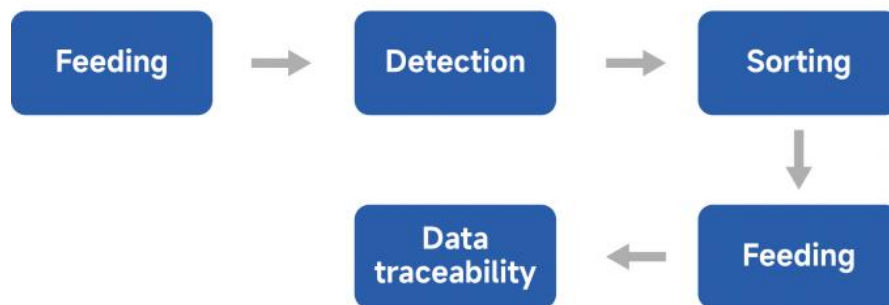 Feeding
Detection
Sorting
Feeding
Data
traceability